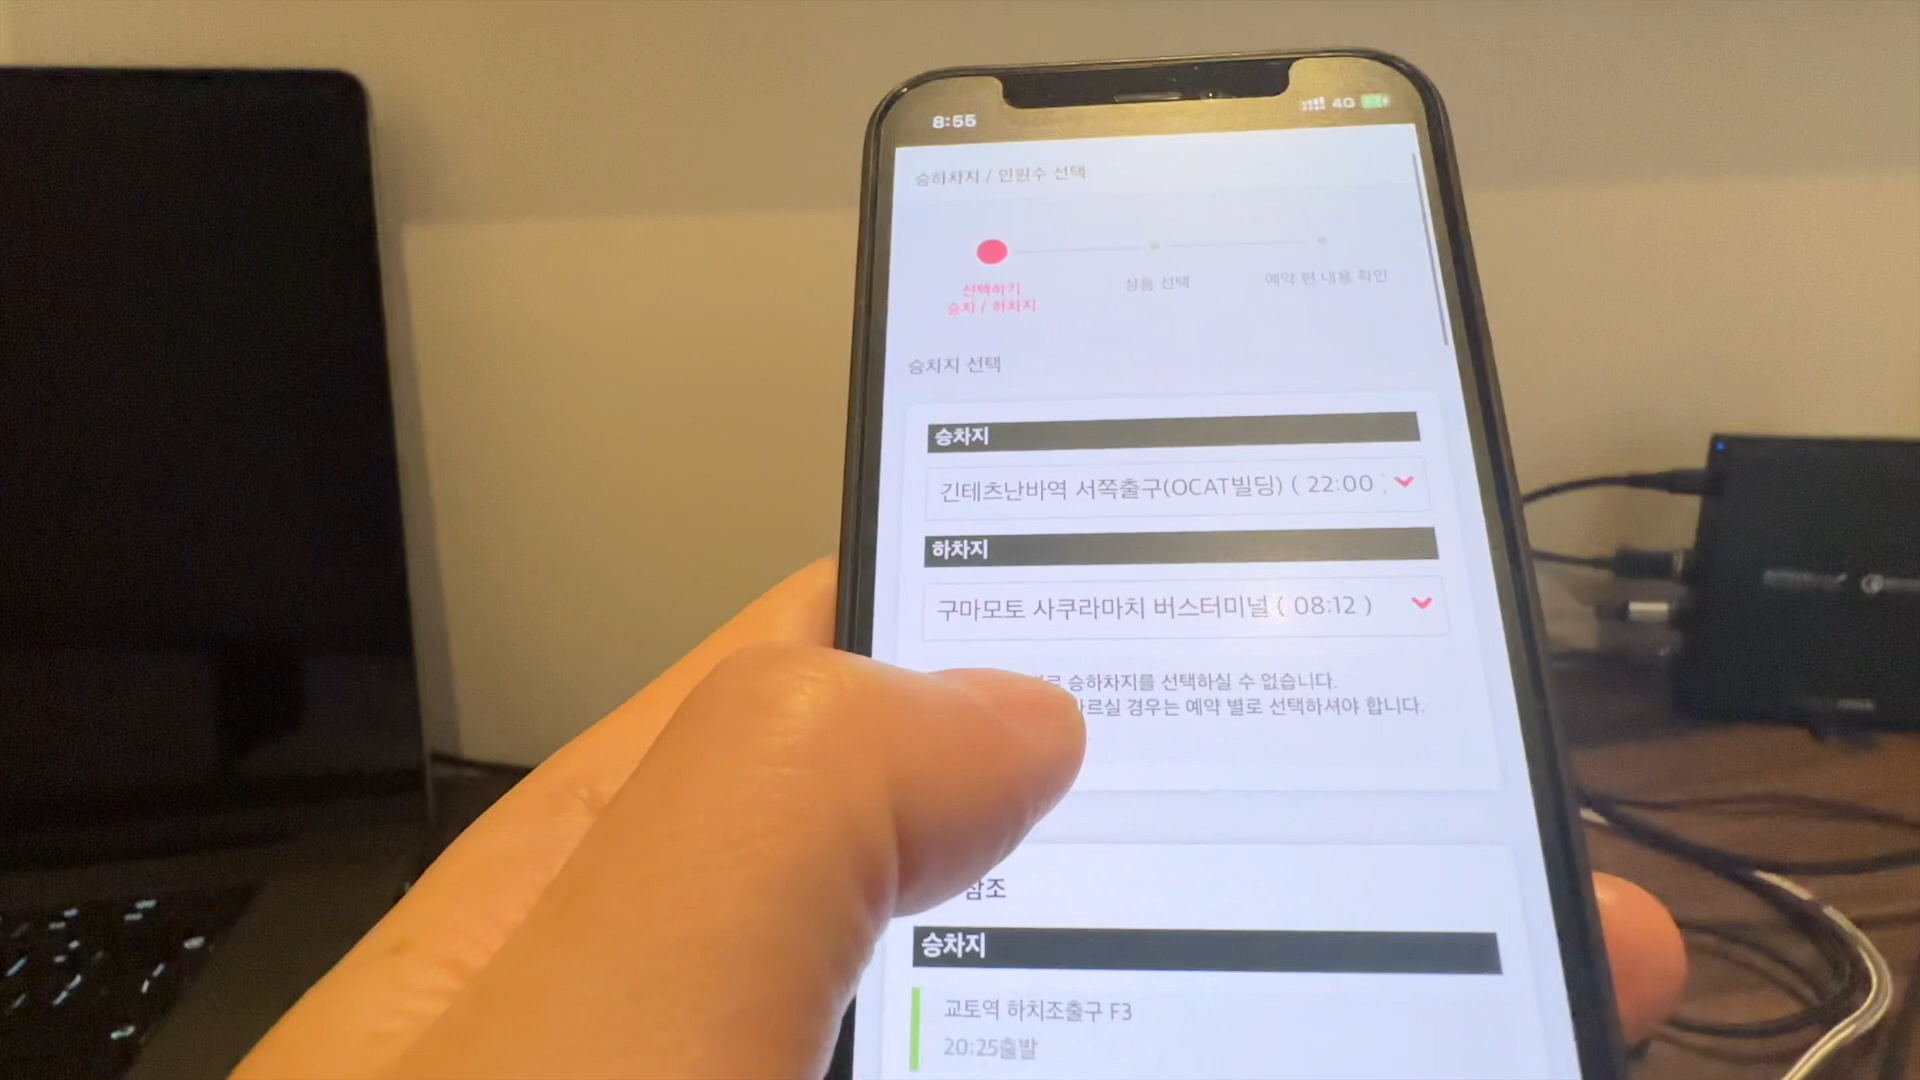 8:55
4G
승하차지 / 인원수 선택
선택하기
승차 / 하차지
상품 선택
예약 편 내용 확인
승차지 선택
승차지
긴테츠난바역 서쪽출구(OCAT빌딩) ( 22:00
하차지
구마모토 사쿠라마치 버스터미널 ( 08:12 )
승하차지를 선택하실 수 없습니다.
경우는 예약 별로 선택하셔야 합니다.
참조
승차지
교토역 하치조출구 F3
20:25출발